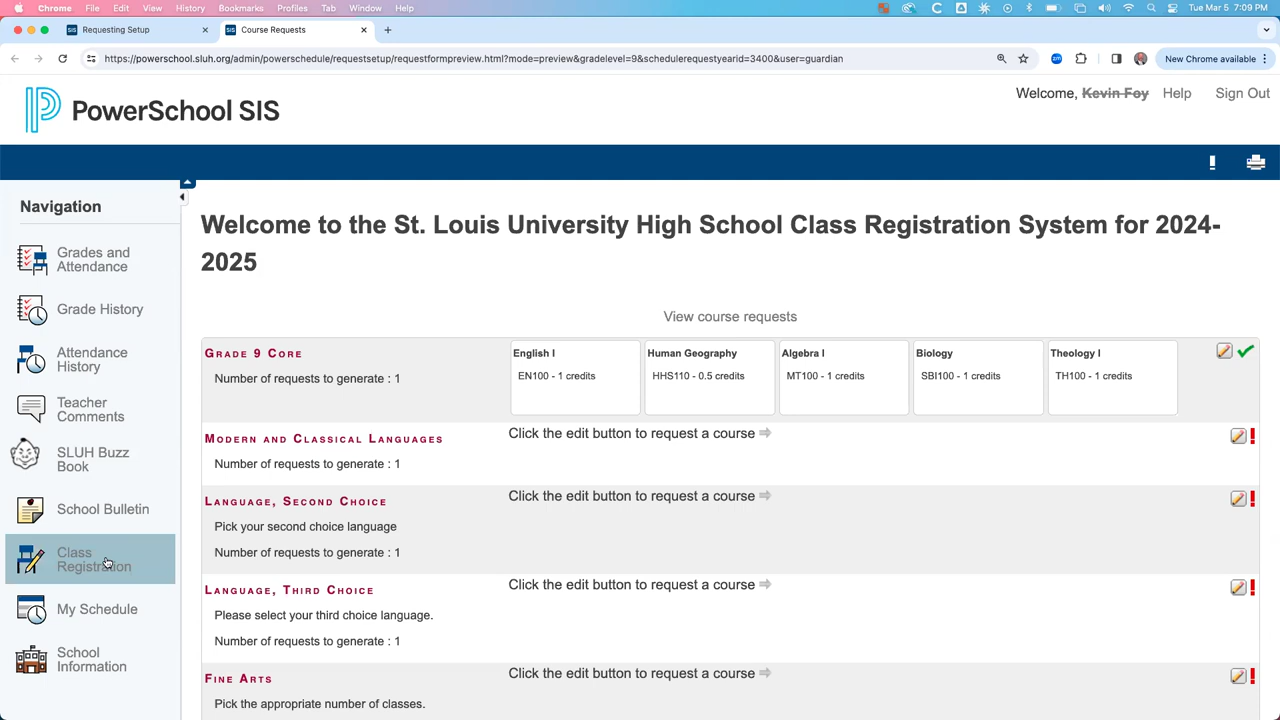 Chrome File Edit View History Bookmarks Profiles Tab Window Help Tue Mar 5 7:09 PM
SIS Requesting Setup × SIS Course Requests × +
https://powerschool.sluh.org/admin/powerschedule/requestsetup/requestformpreview.html?mode=preview&gradelevel=9&schedulerequestyearid=3400&user=guardian New Chrome available
PowerSchool SIS
Welcome, Kevin Foy Help Sign Out
Navigation
Grades and
Attendance
Grade History
Attendance
History
Teacher
Comments
SLUH Buzz
Book
School Bulletin
Class
Registration
My Schedule
School
Information
Welcome to the St. Louis University High School Class Registration System for 2024-
2025
View course requests
Grade 9 Core
Number of requests to generate : 1
English I
EN100 - 1 credits
Human Geography
HHS110 - 0.5 credits
Algebra I
MT100 - 1 credits
Biology
SBI100 - 1 credits
Theology I
TH100 - 1 credits
Modern and Classical Languages
Number of requests to generate : 1
Click the edit button to request a course ⇒
Language, Second Choice
Pick your second choice language
Number of requests to generate : 1
Click the edit button to request a course ⇒
Language, Third Choice
Please select your third choice language.
Number of requests to generate : 1
Click the edit button to request a course ⇒
Fine Arts
Pick the appropriate number of classes.
Click the edit button to request a course ⇒